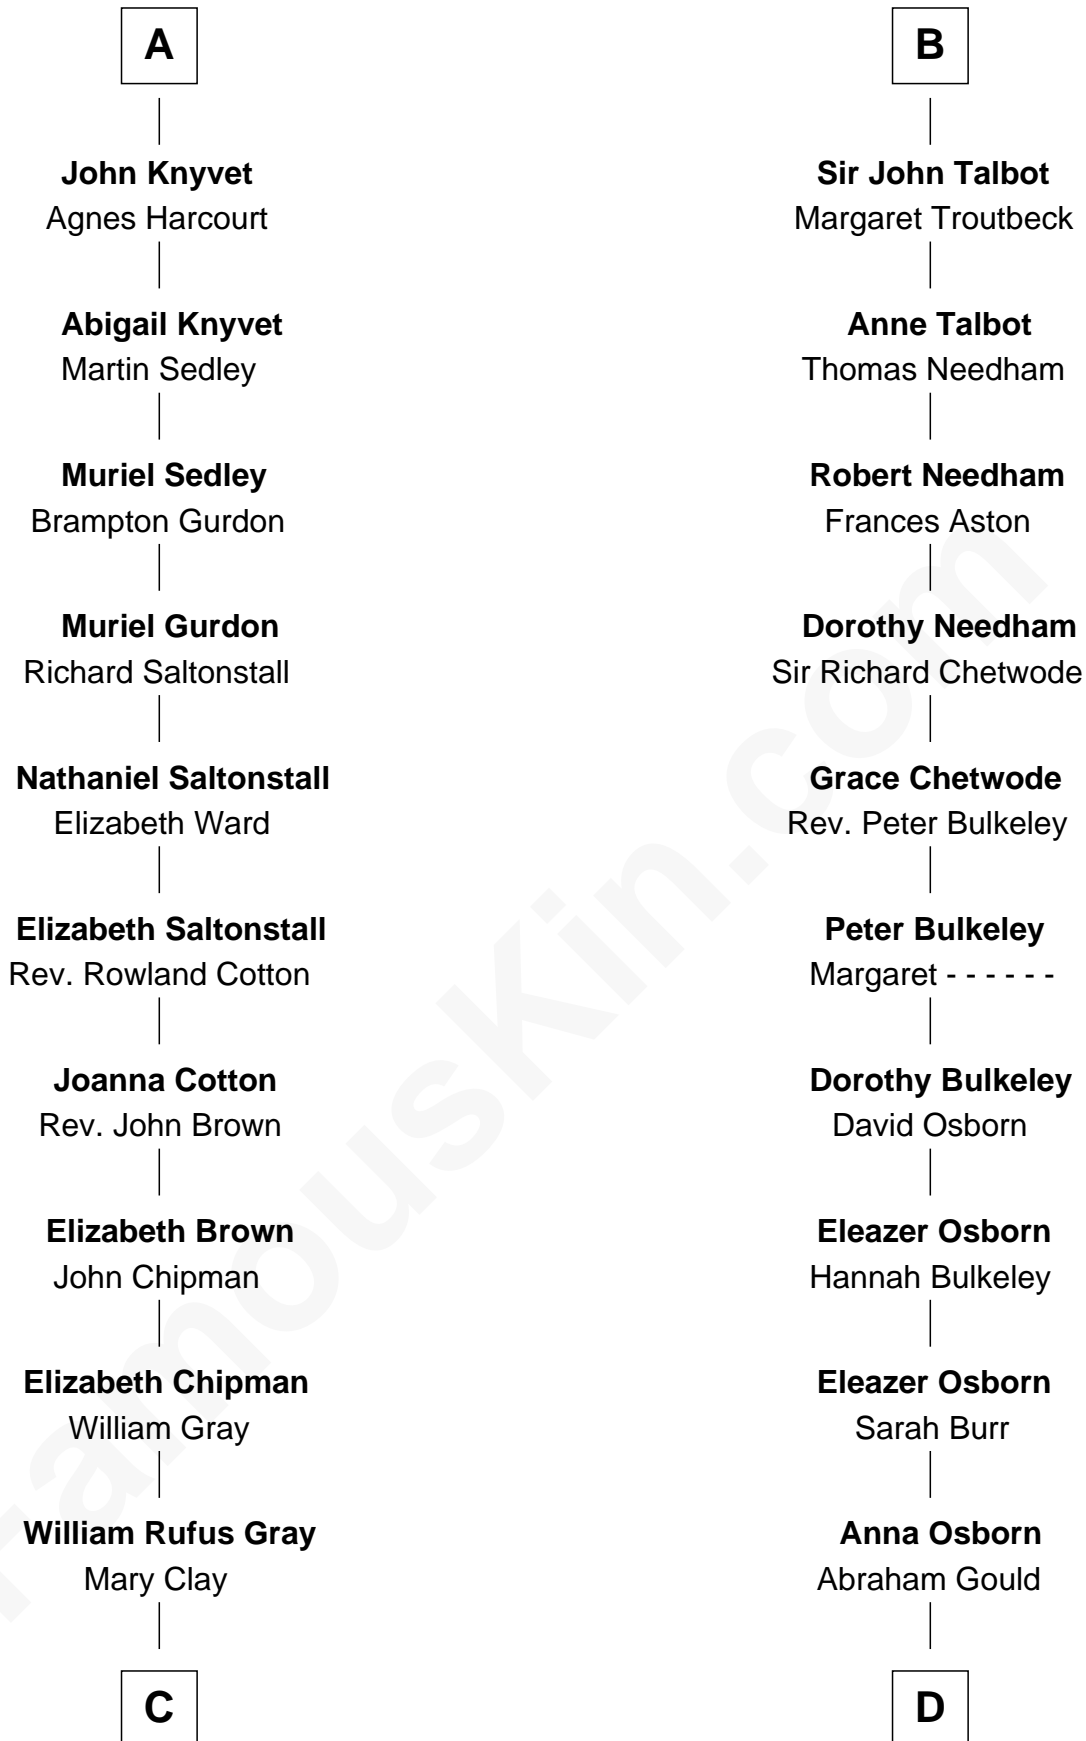 A
John Knyvet
Agnes Harcourt
Abigail Knyvet
Martin Sedley
Muriel Sedley
Brampton Gurdon
Muriel Gurdon
Richard Saltonstall
Nathaniel Saltonstall
Elizabeth Ward
Elizabeth Saltonstall
Rev. Rowland Cotton
Joanna Cotton
Rev. John Brown
Elizabeth Brown
John Chipman
Elizabeth Chipman
William Gray
William Rufus Gray
Mary Clay
C
B
Sir John Talbot
Margaret Troutbeck
Anne Talbot
Thomas Needham
Robert Needham
Frances Aston
Dorothy Needham
Sir Richard Chetwode
Grace Chetwode
Rev. Peter Bulkeley
Peter Bulkeley
Margaret - - - - - -
Dorothy Bulkeley
David Osborn
Eleazer Osborn
Hannah Bulkeley
Eleazer Osborn
Sarah Burr
Anna Osborn
Abraham Gould
D
FamousKin.com